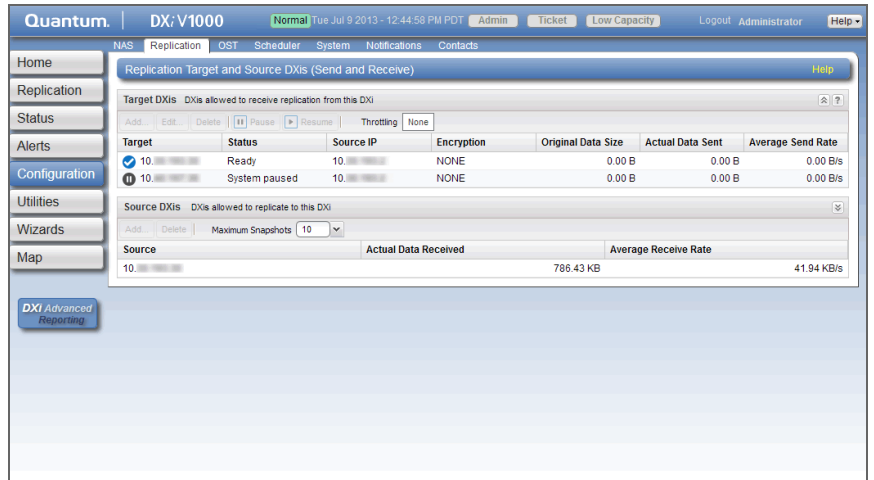 Quantum. DXi V1000 Normal Tue Jul 9 2013 - 12:44:58 PM PDT Admin Ticket Low Capacity Logout Administrator Help
NAS Replication OST Scheduler System Notifications Contacts
Home
Replication
Status
Alerts
Configuration
Utilities
Wizards
Map
DXI Advanced
Reporting
Replication Target and Source DXis (Send and Receive) Help
Target DXis DXis allowed to receive replication from this DXi ?
Add... Edit... Delete Pause Resume Throttling None
Target Status Source IP Encryption Original Data Size Actual Data Sent Average Send Rate
10. Ready 10. NONE 0.00 B 0.00 B 0.00 B/s
10. System paused 10. NONE 0.00 B 0.00 B 0.00 B/s
Source DXis DXis allowed to replicate to this DXi
Add... Delete Maximum Snapshots 10
Source Actual Data Received Average Receive Rate
10. 786.43 KB 41.94 KB/s